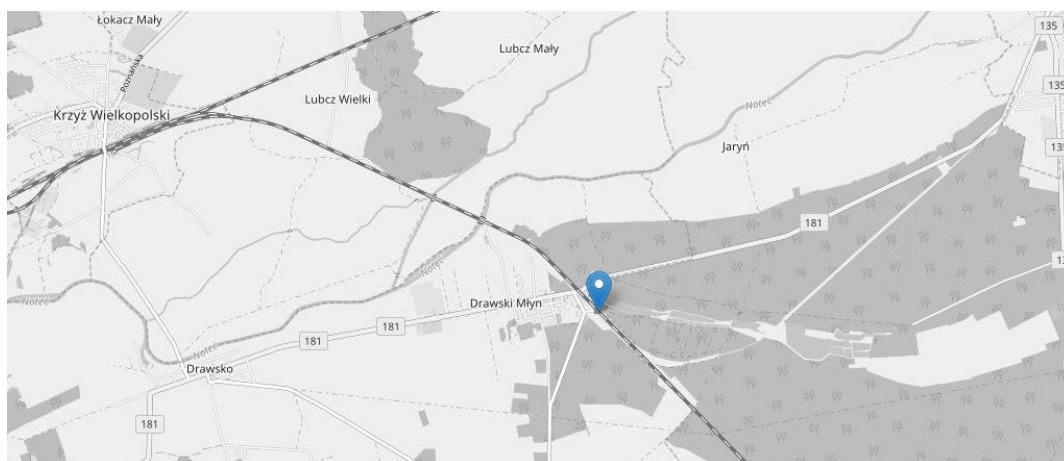 Łokacz Mały
135
Poznańska
Lubcz Mały
Lubcz Wielki
Noteć
Krzyż Wielkopolski
Jaryń
135
181
Noteć
Noteć
Drawski Młyn
181
181
Noteć
Drawsko
181